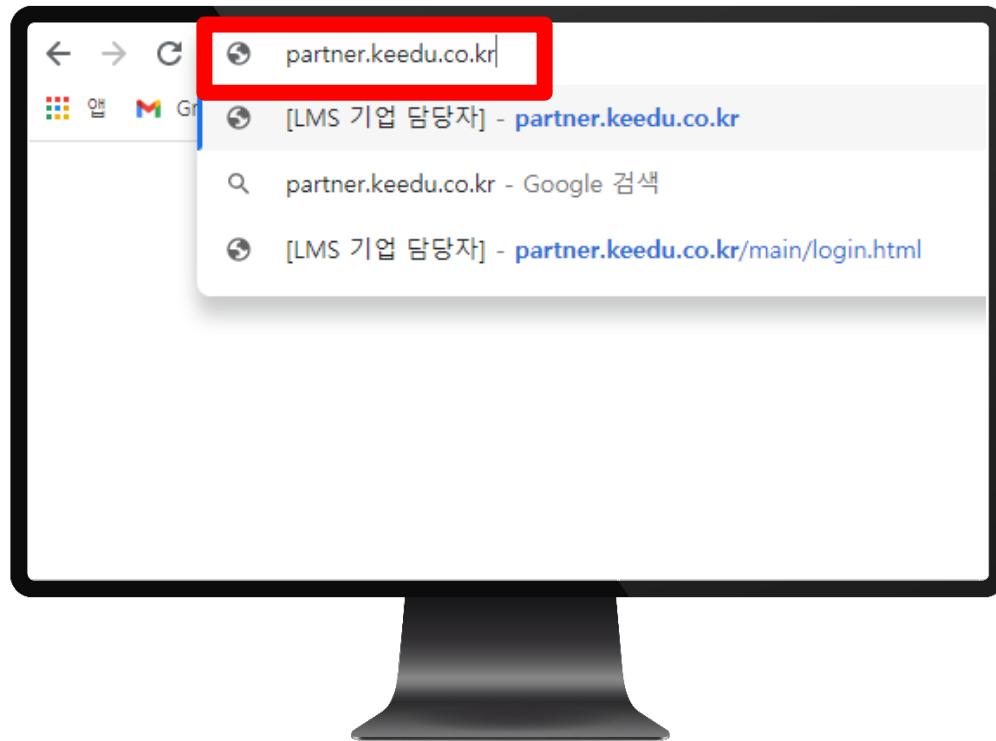 partner.keedu.co.kr
앱 Gr
[LMS 기업 담당자] - partner.keedu.co.kr
partner.keedu.co.kr - Google 검색
[LMS 기업 담당자] - partner.keedu.co.kr/main/login.html